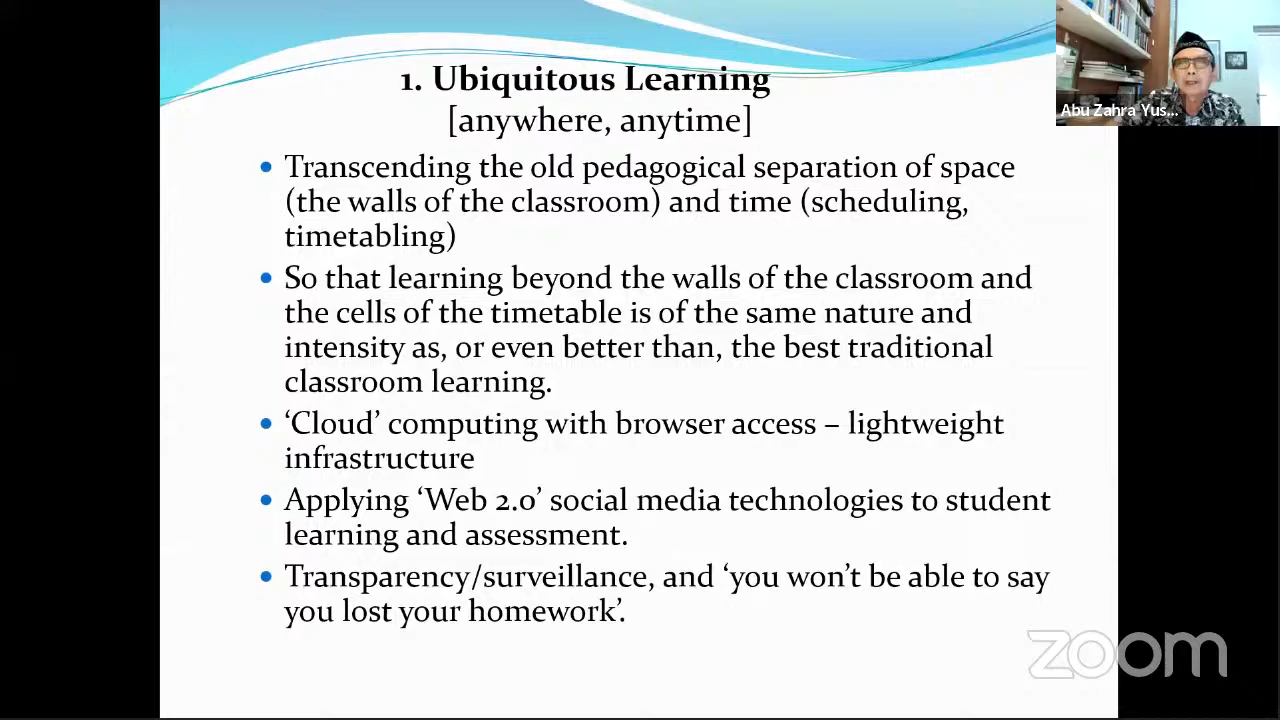 1. Ubiquitous Learning
[anywhere, anytime]
Abu Zahra Yus...
• Transcending the old pedagogical separation of space
(the walls of the classroom) and time (scheduling,
timetabling)
• So that learning beyond the walls of the classroom and
the cells of the timetable is of the same nature and
intensity as, or even better than, the best traditional
classroom learning.
• ‘Cloud’ computing with browser access – lightweight
infrastructure
• Applying ‘Web 2.0’ social media technologies to student
learning and assessment.
• Transparency/surveillance, and ‘you won’t be able to say
you lost your homework’.
zoom